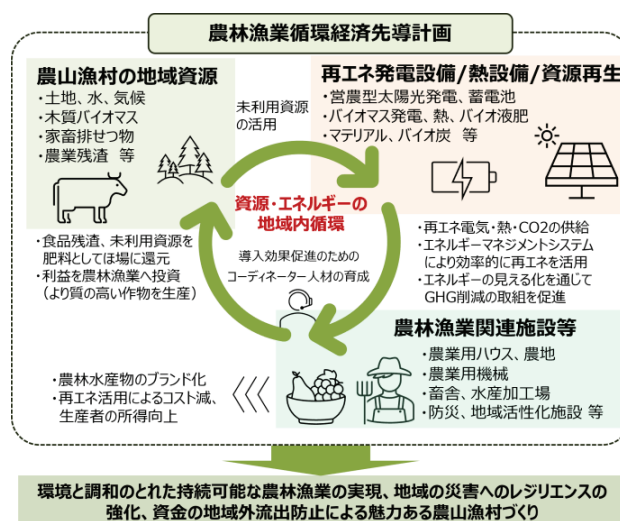 農林漁業循環経済先導計画
農山漁村の地域資源
・土地、水、気候
・木質バイオマス
・家畜排せつ物
・農業残渣 等
未利用資源
の活用
再エネ発電設備/熱設備/資源再生
・営農型太陽光発電、蓄電池
・バイオマス発電、熱、バイオ液肥
・マテリアル、バイオ炭 等
資源・エネルギーの
地域内循環
導入効果促進のための
コーディネーター人材の育成
・食品残渣、未利用資源を
肥料としてほ場に還元
・利益を農林漁業へ投資
（より質の高い作物を生産）
・再エネ電気・熱・CO2の供給
・エネルギーマネジメントシステム
により効率的に再エネを活用
・エネルギーの見える化を通じて
GHG削減の取組を促進
農林漁業関連施設等
・農業用ハウス、農地
・農業用機械
・畜舎、水産加工場
・防災、地域活性化施設 等
・農林水産物のブランド化
・再エネ活用によるコスト減、
生産者の所得向上
環境と調和のとれた持続可能な農林漁業の実現、地域の災害へのレジリエンスの
強化、資金の地域外流出防止による魅力ある農山漁村づくり